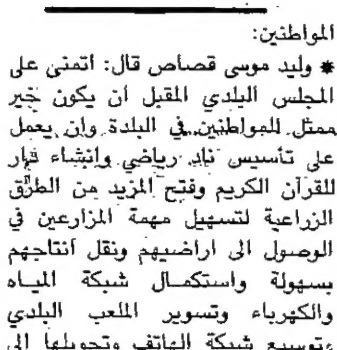 المواطنين:
* وليد موسى قصاص قال: اتمنى على
المجلس البلدي المقبل ان يكون خير
ممثل للمواطنين في البلدة وان يعمل
على تأسيس ناد رياضي وإنشاء دار
للقرآن الكريم وفتح المزيد من الطرق
الزراعية لتسهيل مهمة المزارعين في
الوصول الى اراضيهم ونقل انتاجهم
بسهولة واستكمال شبكة المياه
والكهرباء وتسوير الملعب البلدي
وتوسيع شبكة الهاتف وتحويلها الى